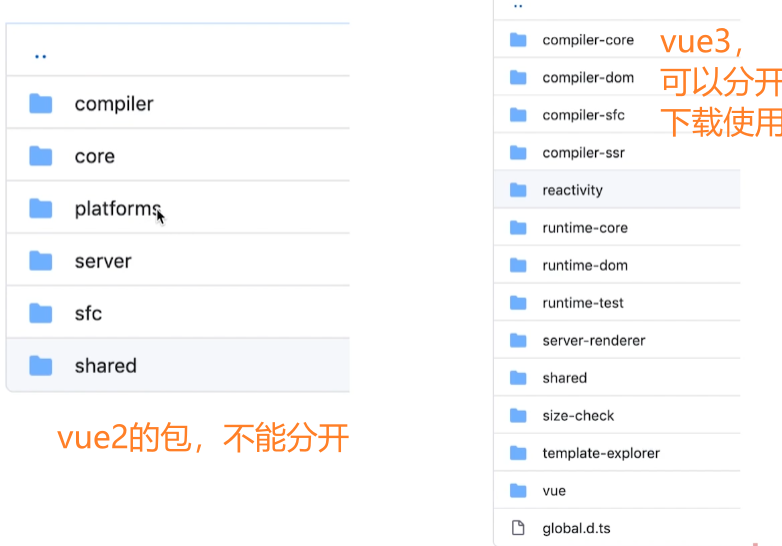 ..
compiler
core
platforms
server
sfc
shared
vue2的包，不能分开
..
compiler-core
compiler-dom
compiler-sfc
compiler-ssr
reactivity
runtime-core
runtime-dom
runtime-test
server-renderer
shared
size-check
template-explorer
vue
global.d.ts
vue3，
可以分开
下载使用